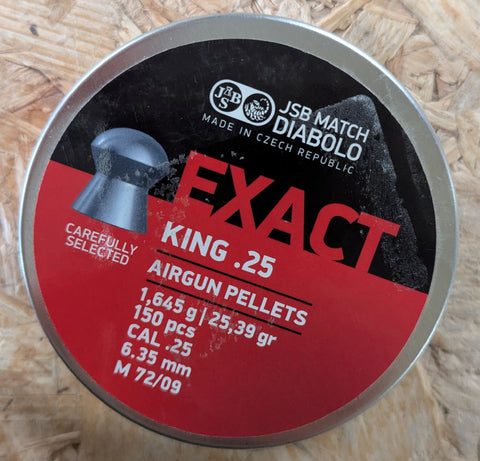 JSB
JSB MATCH
DIABOLO
MADE IN CZECH REPUBLIC
EXACT
KING .25
CAREFULLY
SELECTED
AIRGUN PELLETS
1,645 g | 25,39 gr
150 pcs
CAL .25
6.35 mm
M 72/09